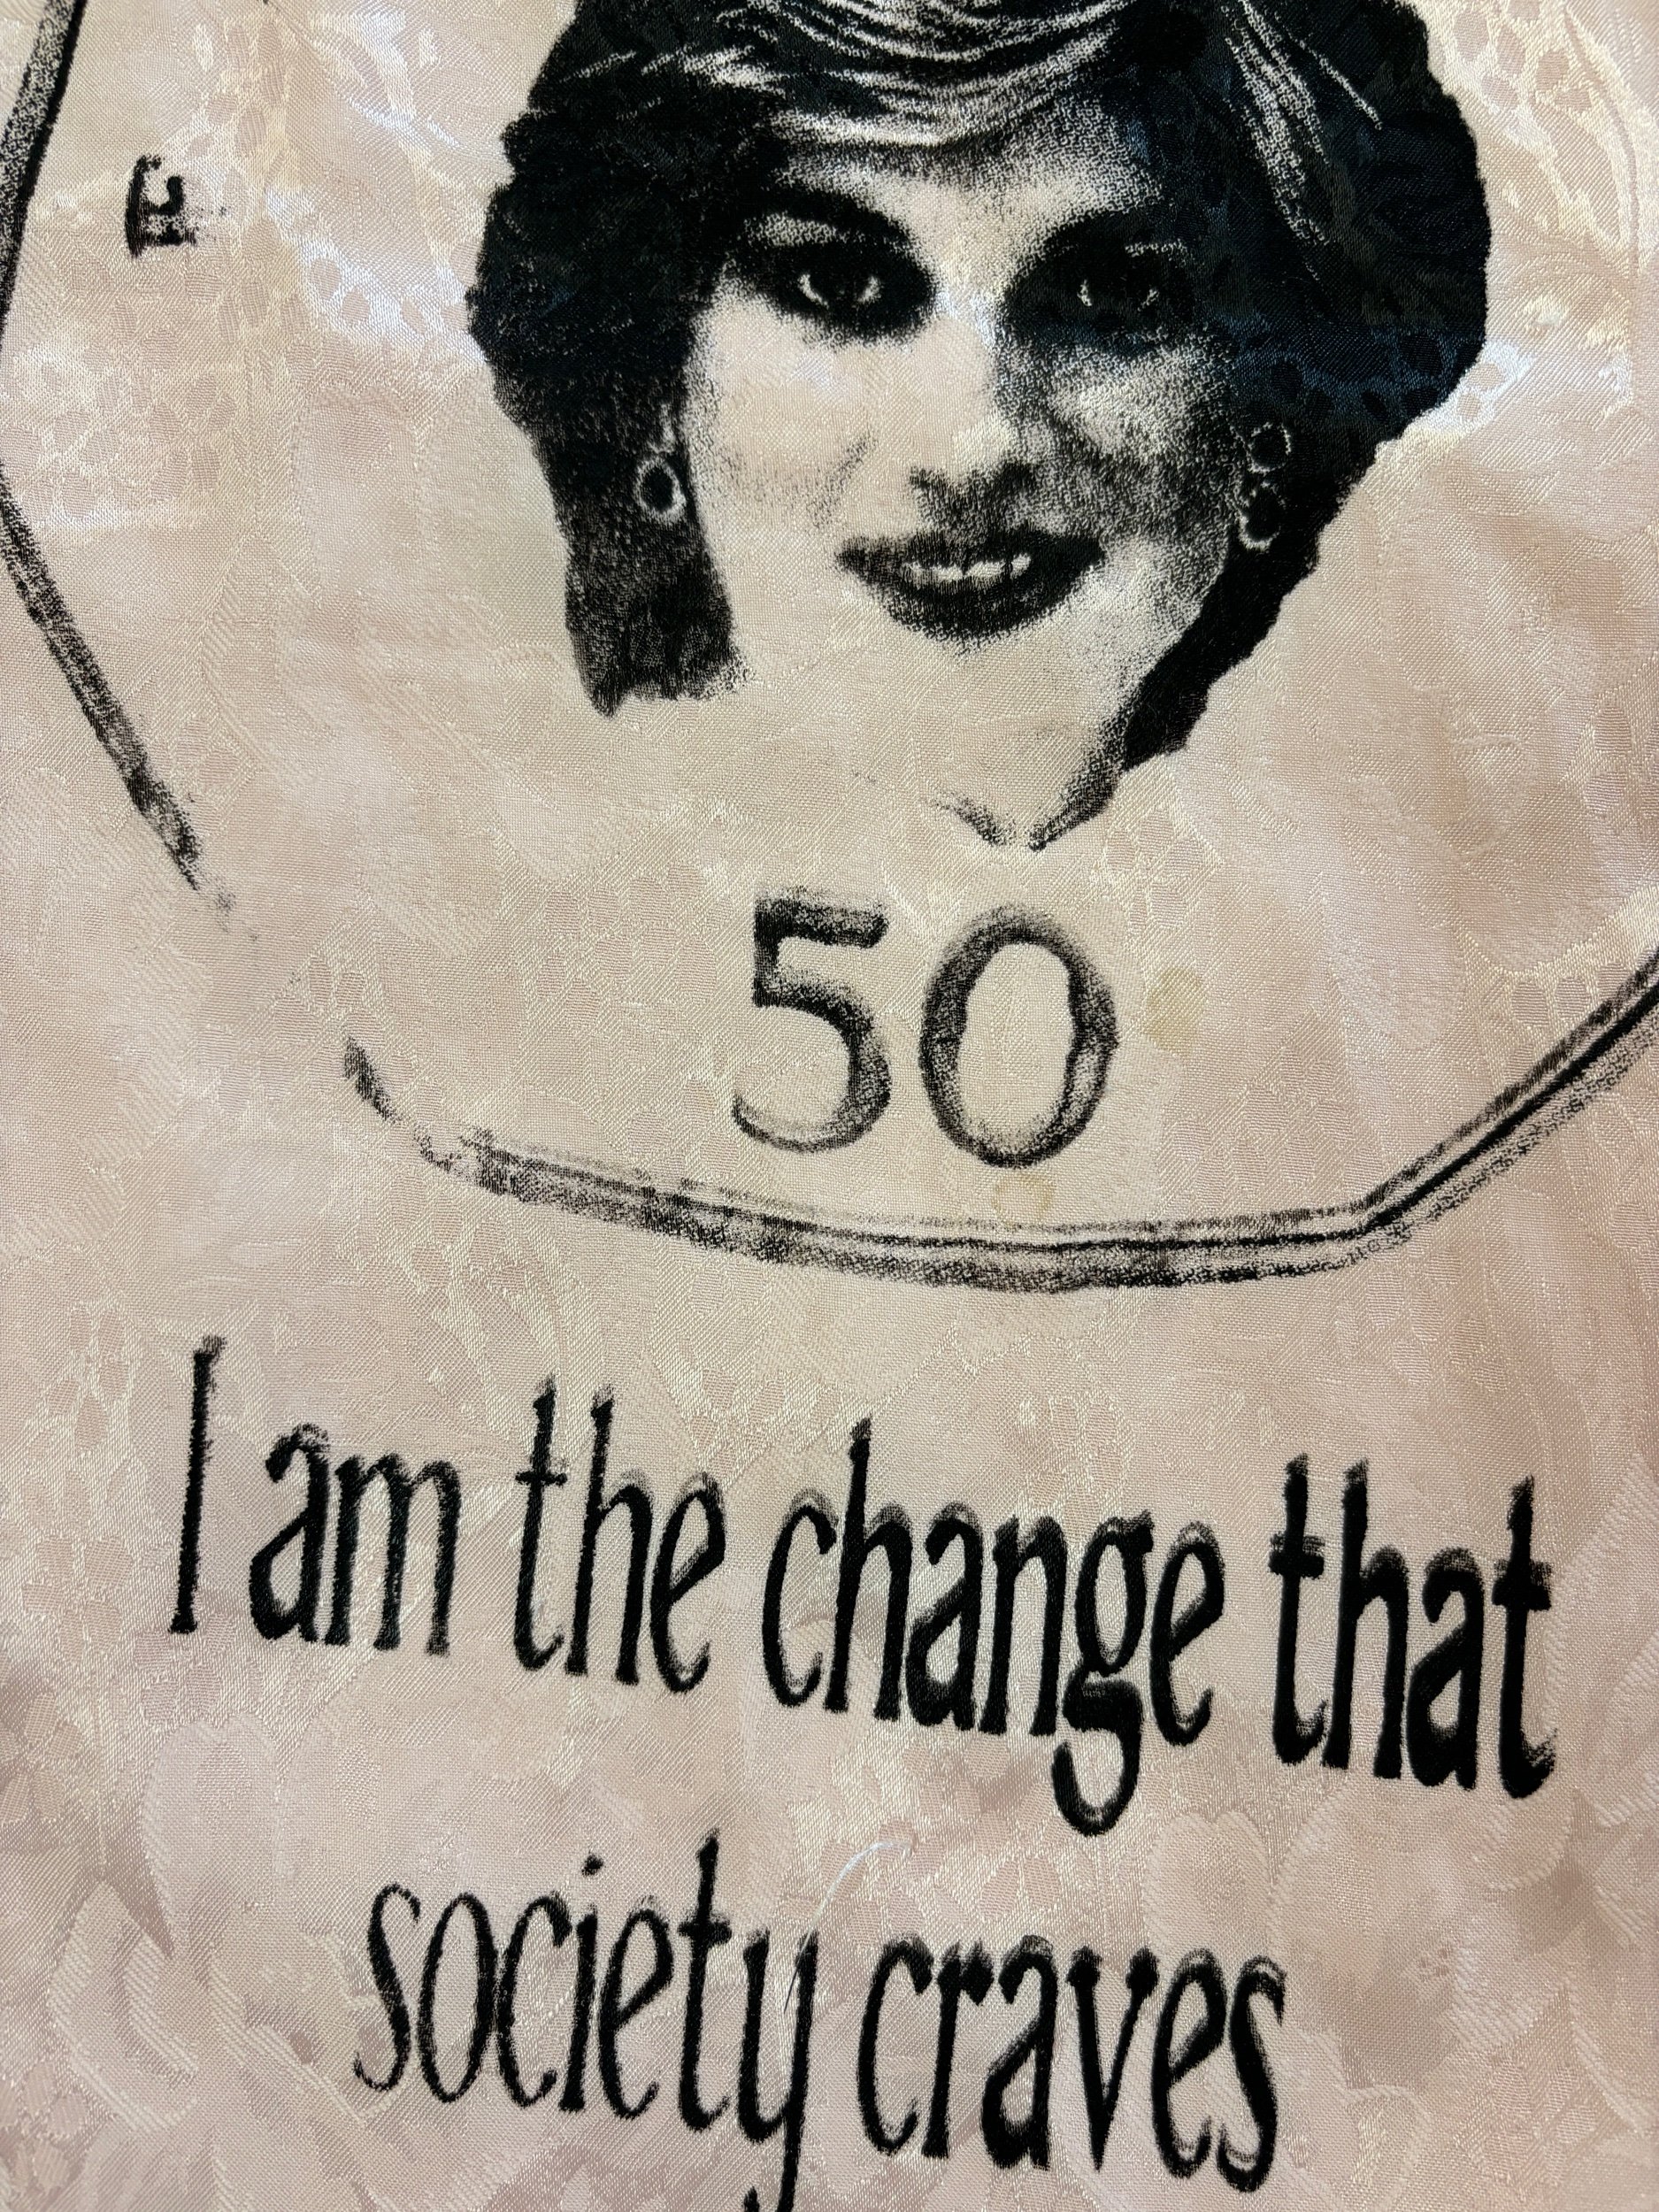 F
50
I am the change that
society craves